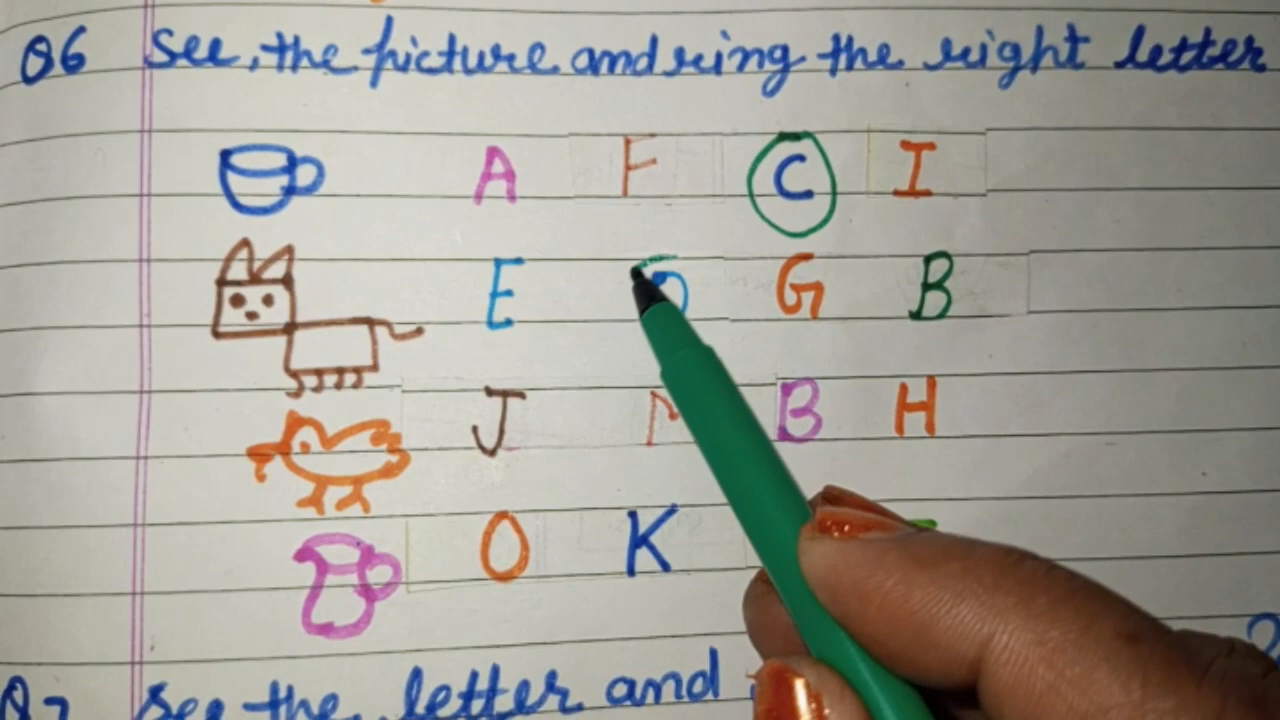 Q6 See, the picture and ring the right letter
A F C I
E D G B
J B H
O K
Q7 See the letter and